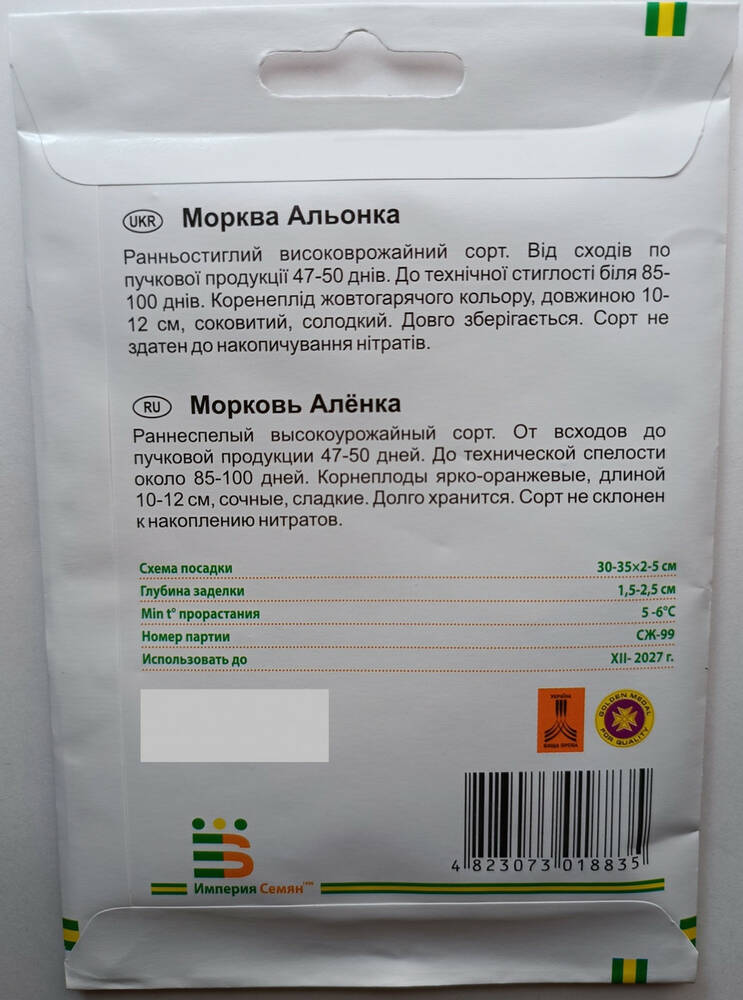 UKR Морква Альонка
Ранньостиглий високоврожайний сорт. Від сходів по
пучкової продукції 47-50 днів. До технічної стиглості біля 85-
100 днів. Коренеплід жовтогарячого кольору, довжиною 10-
12 см, соковитий, солодкий. Довго зберігається. Сорт не
здатен до накопичування нітратів.
RU Морковь Алёнка
Раннеспелый высокоурожайный сорт. От всходов до
пучковой продукции 47-50 дней. До технической спелости
около 85-100 дней. Корнеплоды ярко-оранжевые, длиной
10-12 см, сочные, сладкие. Долго хранится. Сорт не склонен
к накоплению нитратов.
Схема посадки 30-35×2-5 см
Глубина заделки 1,5-2,5 см
Min t° прорастания 5 -6°С
Номер партии СЖ-99
Использовать до XII- 2027 г.
УКРАЇНА
ВИЩА ПРОБА
GOLDEN MEDAL
FOR QUALITY
4 823073 018835
Империя Семян